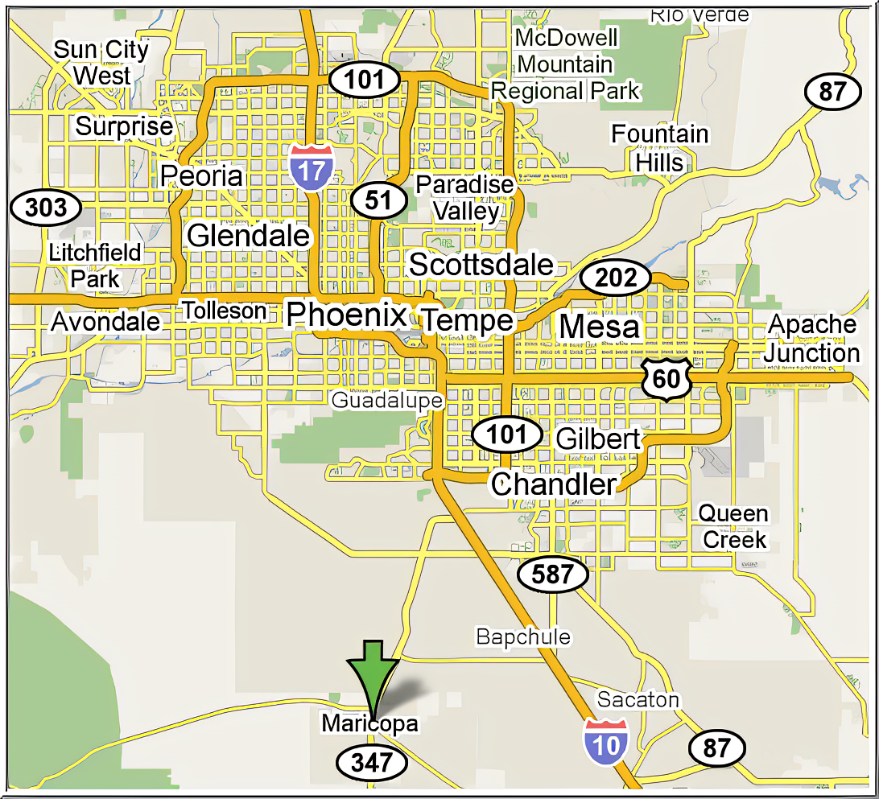 Rio Verde
McDowell
Mountain
Regional Park
Sun City
West
101
87
Surprise
Fountain
Hills
17
Peoria
Paradise
Valley
51
303
Glendale
Litchfield
Park
Scottsdale
202
Avondale
Tolleson
Phoenix
Tempe
Mesa
Apache
Junction
60
Guadalupe
101
Gilbert
Chandler
Queen
Creek
587
Bapchule
Sacaton
Maricopa
10
87
347